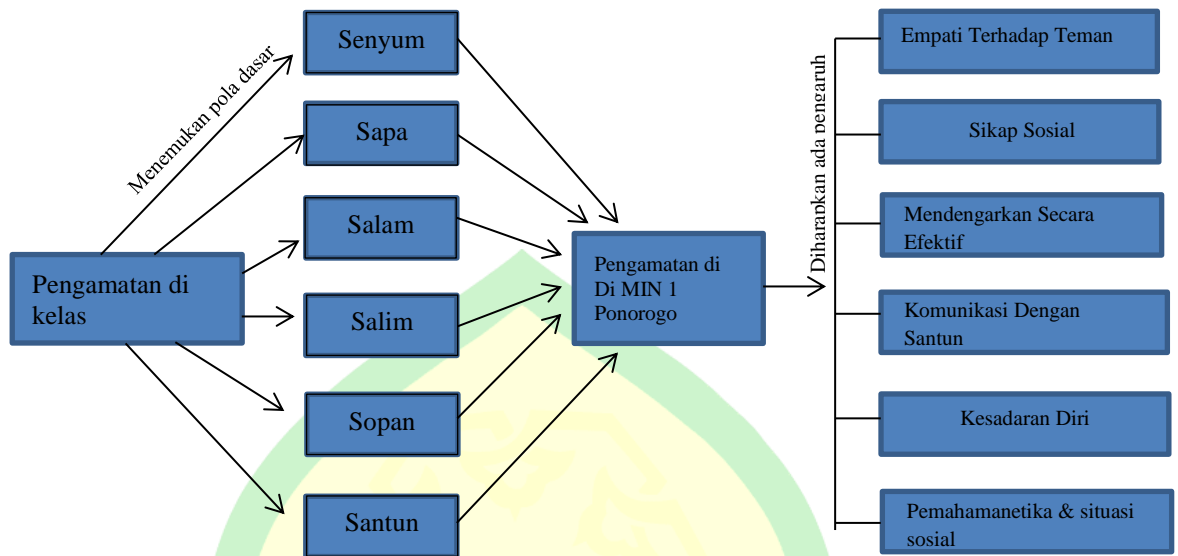 Menemukan pola dasar
Pengamatan di
kelas
Senyum
Sapa
Salam
Salim
Sopan
Santun
Pengamatan di
Di MIN 1
Ponorogo
Diharapkan ada pengaruh
Empati Terhadap Teman
Sikap Sosial
Mendengarkan Secara
Efektif
Komunikasi Dengan
Santun
Kesadaran Diri
Pemahamanetika & situasi
sosial